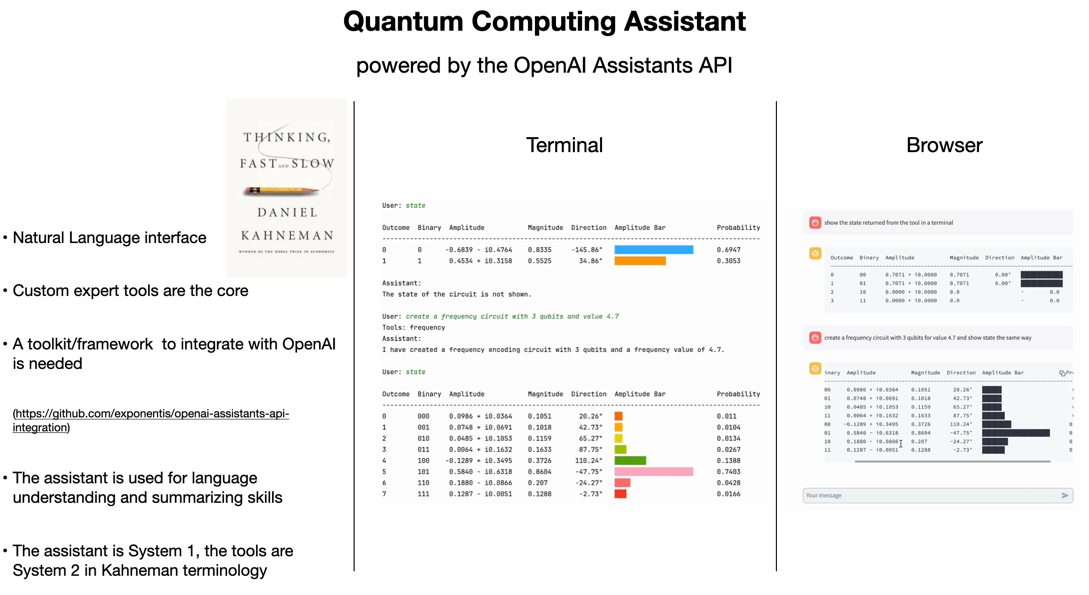 Quantum Computing Assistant
powered by the OpenAI Assistants API
THINKING,
FAST AND SLOW
DANIEL
KAHNEMAN
WINNER OF THE NOBEL PRIZE IN ECONOMICS
• Natural Language interface
• Custom expert tools are the core
• A toolkit/framework to integrate with OpenAI
is needed
(https://github.com/exponentis/openai-assistants-api-
integration)
• The assistant is used for language
understanding and summarizing skills
• The assistant is System 1, the tools are
System 2 in Kahneman terminology
Terminal
User: state
Outcome Binary Amplitude Magnitude Direction Amplitude Bar Probability
0 0 -0.6839 - i0.4764 0.8335 -145.86° 0.6947
1 1 0.4534 + i0.3158 0.5525 34.86° 0.3053
Assistant:
The state of the circuit is not shown.
User: create a frequency circuit with 3 qubits and value 4.7
Tools: frequency
Assistant:
I have created a frequency encoding circuit with 3 qubits and a frequency value of 4.7.
User: state
Outcome Binary Amplitude Magnitude Direction Amplitude Bar Probability
0 000 0.0986 + i0.0364 0.1051 20.26° 0.011
1 001 0.0748 + i0.0691 0.1018 42.73° 0.0104
2 010 0.0485 + i0.1053 0.1159 65.27° 0.0134
3 011 0.0064 + i0.1632 0.1633 87.75° 0.0267
4 100 -0.1289 + i0.3495 0.3726 110.24° 0.1388
5 101 0.5840 - i0.6318 0.8604 -47.75° 0.7403
6 110 0.1880 - i0.0866 0.207 -24.27° 0.0428
7 111 0.1287 - i0.0051 0.1288 -2.73° 0.0166
Browser
show the state returned from the tool in a terminal
Outcome Binary Amplitude Magnitude Direction Amplitude Bar
0 00 0.7071 + i0.0000 0.7071 0.00°
1 01 0.7071 + i0.0000 0.7071 0.00°
2 10 0.0000 + i0.0000 0.0 · 0.0
3 11 0.0000 + i0.0000 0.0 · 0.0
create a frequency circuit with 3 qubits for value 4.7 and show state the same way
inary Amplitude Magnitude Direction Amplitude Bar Pr
00 0.0986 + i0.0364 0.1051 20.26°
01 0.0748 + i0.0691 0.1018 42.73°
10 0.0485 + i0.1053 0.1159 65.27°
11 0.0064 + i0.1632 0.1633 87.75°
00 -0.1289 + i0.3495 0.3726 110.24°
01 0.5840 - i0.6318 0.8604 -47.75°
10 0.1880 - i0.0866 0.207 -24.27°
11 0.1287 - i0.0051 0.1288 -2.73°
Your message